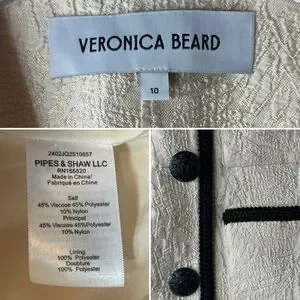 VERONICA BEARD
10
2402JQ2510657
PIPES & SHAW LLC
RN155820
Made in China/
Fabriqué en Chine
Self
45% Viscose 45% Polyester
10% Nylon
Principal
45% Viscose 45%Polyester
10% Nylon
Lining
100% Polyester
Doublure
100% Polyester